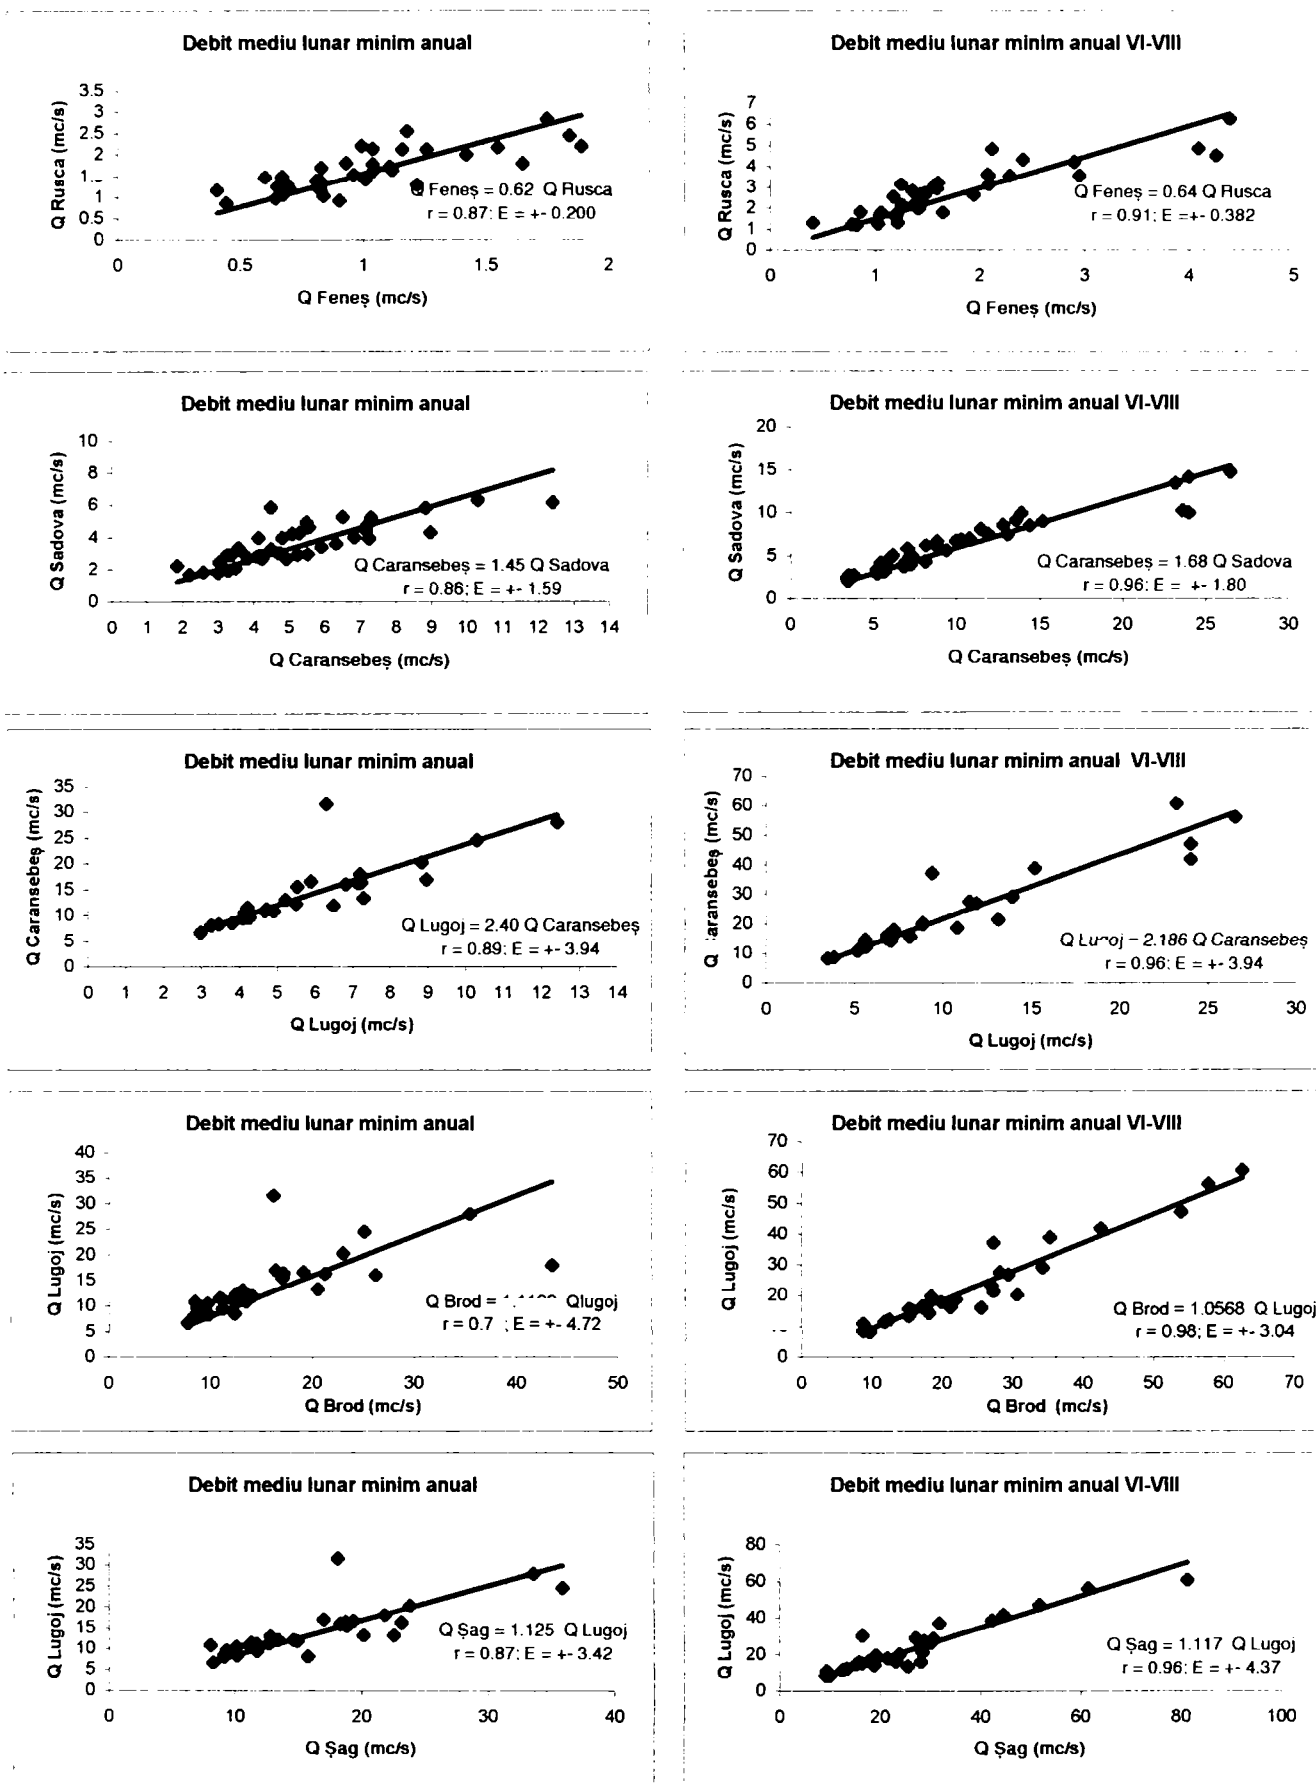 Debit mediu lunar minim anual
Q Rusca (mc/s)
3.5
3
2.5
2
1.5
1
0.5
0
0
0.5
1
1.5
2
Q Feneș = 0.62 Q Rusca
r = 0.87; E = +- 0.200
Q Feneș (mc/s)
Debit mediu lunar minim anual VI-VIII
Q Rusca (mc/s)
7
6
5
4
3
2
1
0
0
1
2
3
4
5
Q Feneș = 0.64 Q Rusca
r = 0.91; E =+- 0.382
Q Feneș (mc/s)
Debit mediu lunar minim anual
Q Sadova (mc/s)
10
8
6
4
2
0
0 1 2 3 4 5 6 7 8 9 10 11 12 13 14
Q Caransebeș = 1.45 Q Sadova
r = 0.86; E = +- 1.59
Q Caransebeș (mc/s)
Debit mediu lunar minim anual VI-VIII
Q Sadova (mc/s)
20
15
10
5
0
0 5 10 15 20 25 30
Q Caransebeș = 1.68 Q Sadova
r = 0.96; E = +- 1.80
Q Caransebeș (mc/s)
Debit mediu lunar minim anual
Q Caransebeș (mc/s)
35
30
25
20
15
10
5
0
0 1 2 3 4 5 6 7 8 9 10 11 12 13 14
Q Lugoj = 2.40 Q Caransebeș
r = 0.89; E = +- 3.94
Q Lugoj (mc/s)
Debit mediu lunar minim anual VI-VIII
Q aransebeș (mc/s)
70
60
50
40
30
20
10
0
0 5 10 15 20 25 30
Q = 2.186 Q Caransebeș
r = 0.96; E = +- 3.94
Q Lugoj (mc/s)
Debit mediu lunar minim anual
Q Lugoj (mc/s)
40
35
30
25
20
15
10
5
0
0 10 20 30 40 50
Q Brod = Qlugoj
r = 0.7 ; E = +- 4.72
Q Brod (mc/s)
Debit mediu lunar minim anual VI-VIII
Q Lugoj (mc/s)
70
60
50
40
30
20
0
0 10 20 30 40 50 60 70
Q Brod = 1.0568 Q Lugoj
r = 0.98; E = +- 3.04
Q Brod (mc/s)
Debit mediu lunar minim anual
Q Lugoj (mc/s)
35
30
25
20
15
10
5
0
0 10 20 30 40
Q Șag = 1.125 Q Lugoj
r = 0.87; E = +- 3.42
Q Șag (mc/s)
Debit mediu lunar minim anual VI-VIII
Q Lugoj (mc/s)
80
60
40
20
0
0 20 40 60 80 100
Q Șag = 1.117 Q Lugoj
r = 0.96; E = +- 4.37
Q Șag (mc/s)